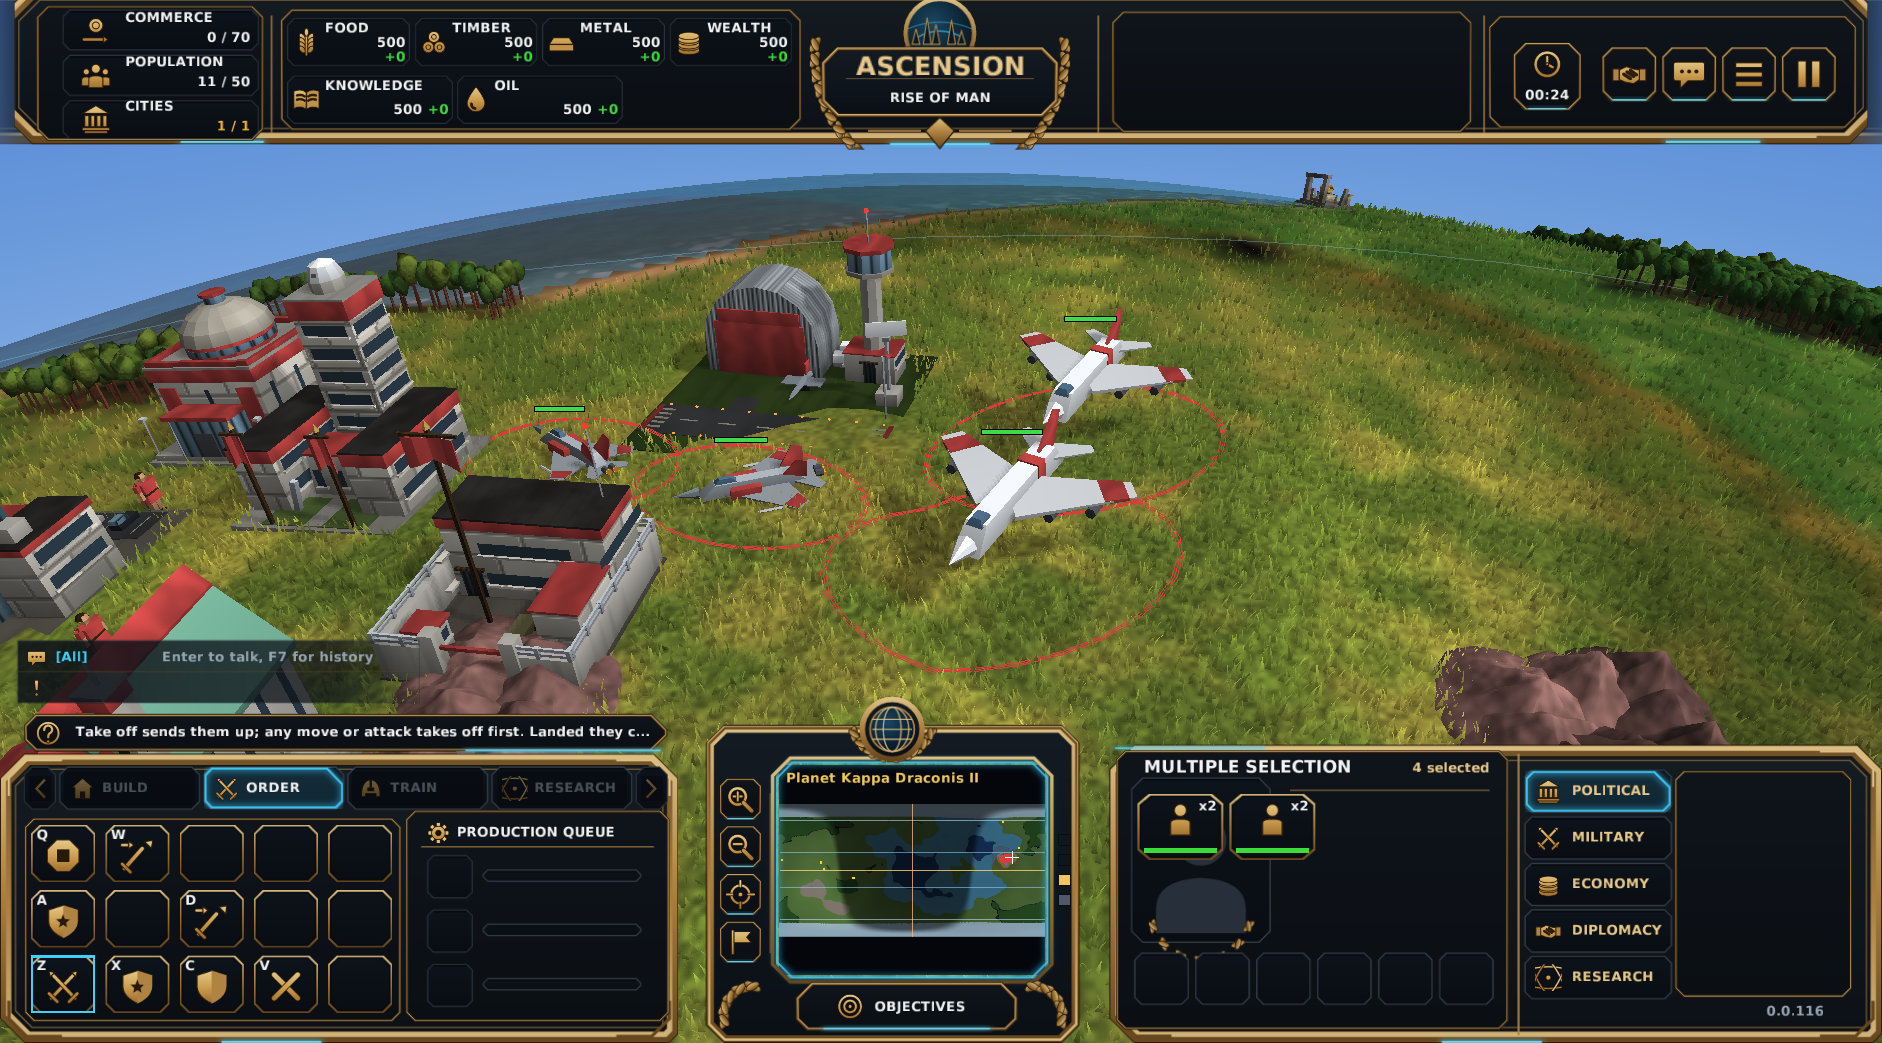 COMMERCE
0 / 70
POPULATION
11 / 50
CITIES
1 / 1
FOOD
500
+0
TIMBER
500
+0
METAL
500
+0
WEALTH
500
+0
KNOWLEDGE
500 +0
OIL
500 +0
ASCENSION
RISE OF MAN
00:24
[All] Enter to talk, F7 for history
!
Take off sends them up; any move or attack takes off first. Landed they c...
BUILD
ORDER
TRAIN
RESEARCH
Q
W
A
D
Z
X
C
V
PRODUCTION QUEUE
Planet Kappa Draconis II
OBJECTIVES
MULTIPLE SELECTION
4 selected
x2
x2
POLITICAL
MILITARY
ECONOMY
DIPLOMACY
RESEARCH
0.0.116